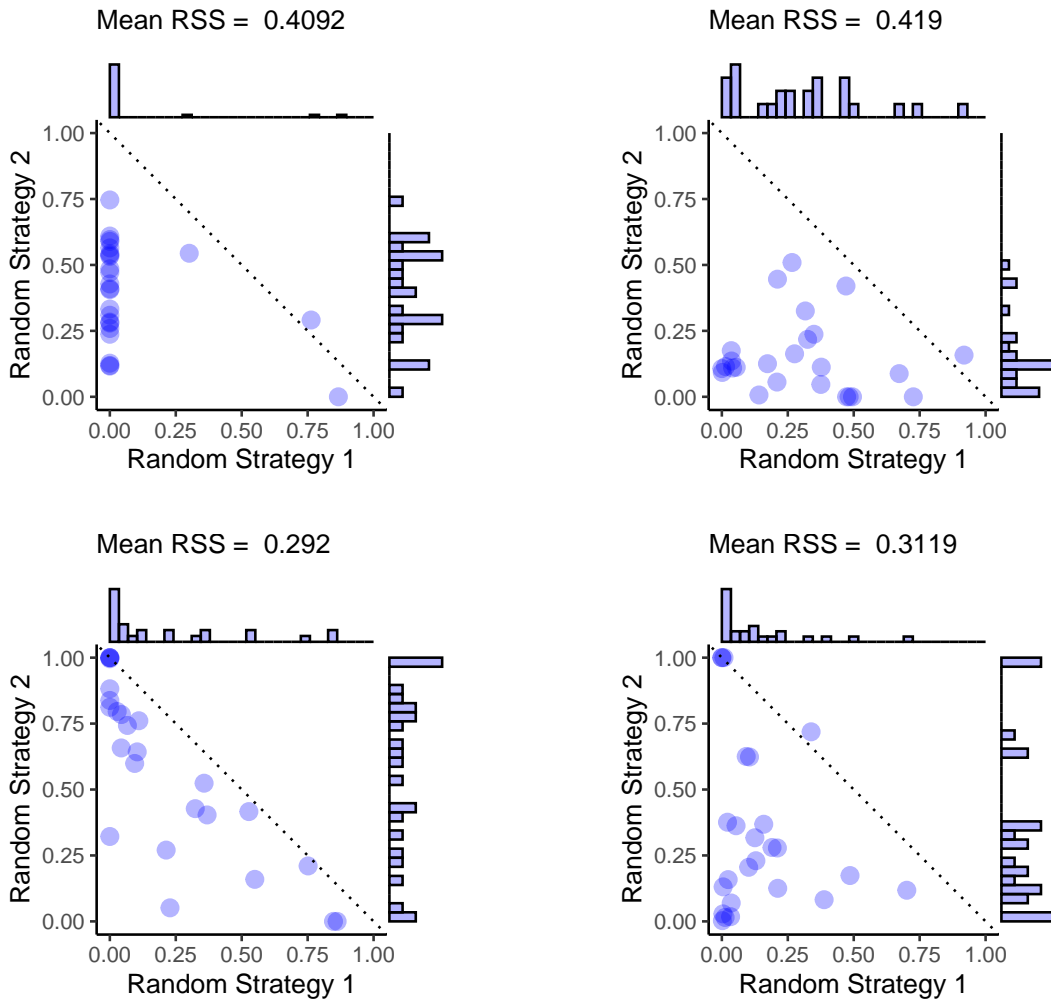 Mean RSS =  0.4092
1.00
0.75
0.50
0.25
0.00
Random Strategy 2
0.00 0.25 0.50 0.75 1.00
Random Strategy 1
Mean RSS =  0.419
1.00
0.75
0.50
0.25
0.00
Random Strategy 2
0.00 0.25 0.50 0.75 1.00
Random Strategy 1
Mean RSS =  0.292
1.00
0.75
0.50
0.25
0.00
Random Strategy 2
0.00 0.25 0.50 0.75 1.00
Random Strategy 1
Mean RSS =  0.3119
1.00
0.75
0.50
0.25
0.00
Random Strategy 2
0.00 0.25 0.50 0.75 1.00
Random Strategy 1